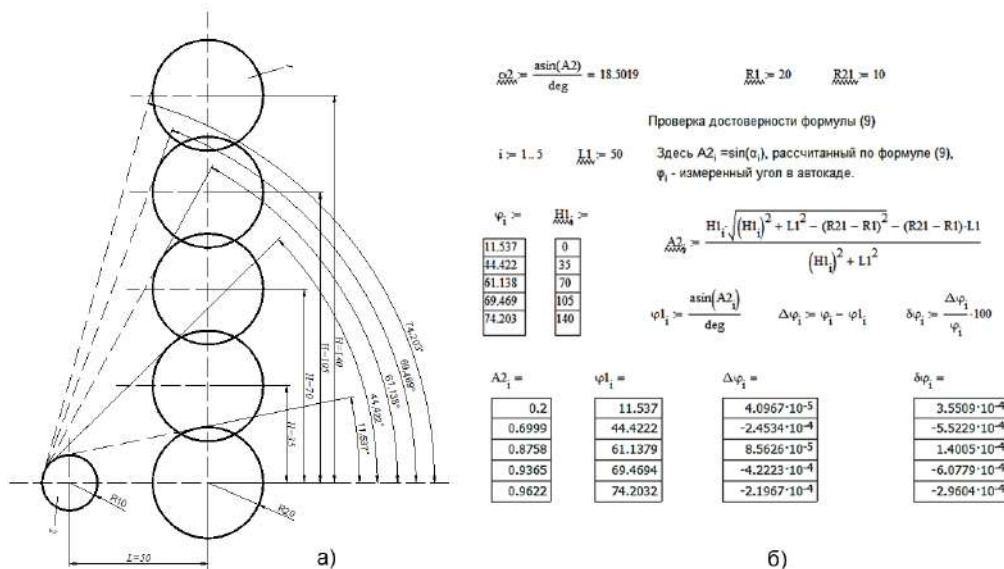 1
H=140
H=105
H=70
H=35
74,203°
69,469°
61,138°
44,422°
11,537°
R10
R20
2
L=50
а)
α2 := asin(A2) / deg = 18.5019
R1 := 20
R21 := 10
Проверка достоверности формулы (9)
i := 1..5
L1 := 50
Здесь A2i =sin(αi), рассчитанный по формуле (9),
φi - измеренный угол в автокаде.
φi :=
11.537
44.422
61.138
69.469
74.203
H1i :=
0
35
70
105
140
A2i := (H1i·√((H1i)² + L1² − (R21 − R1)²) − (R21 − R1)·L1) / ((H1i)² + L1²)
φ1i := asin(A2i) / deg
Δφi := φi − φ1i
δφi := Δφi / φi ·100
A2i =
0.2
0.6999
0.8758
0.9365
0.9622
φ1i =
11.537
44.4222
61.1379
69.4694
74.2032
Δφi =
4.0967·10⁻⁵
-2.4534·10⁻⁴
8.5626·10⁻⁵
-4.2223·10⁻⁴
-2.1967·10⁻⁴
δφi =
3.5509·10⁻⁴
-5.5229·10⁻⁴
1.4005·10⁻⁴
-6.0779·10⁻⁴
-2.9604·10⁻⁴
б)